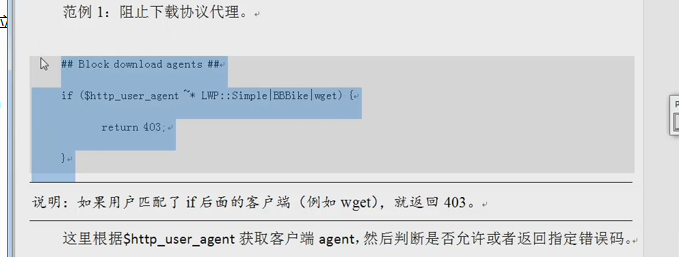 范例 1：阻止下载协议代理。
## Block download agents ##
if ($http_user_agent ~* LWP::Simple|BBBike|wget) {
return 403;
}
说明：如果用户匹配了 if 后面的客户端（例如 wget），就返回 403。
这里根据$http_user_agent 获取客户端 agent，然后判断是否允许或者返回指定错误码。